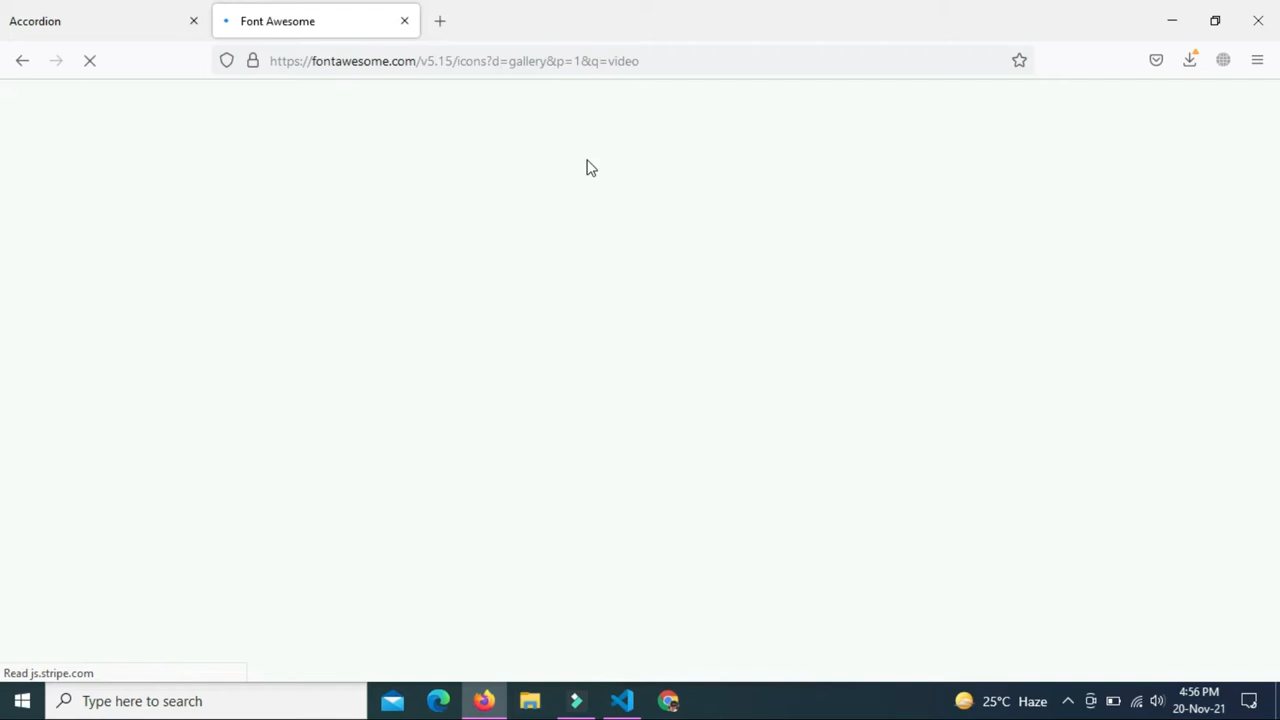 Accordion
Font Awesome
https://fontawesome.com/v5.15/icons?d=gallery&p=1&q=video
Read js.stripe.com
Type here to search
25°C Haze
4:56 PM
20-Nov-21